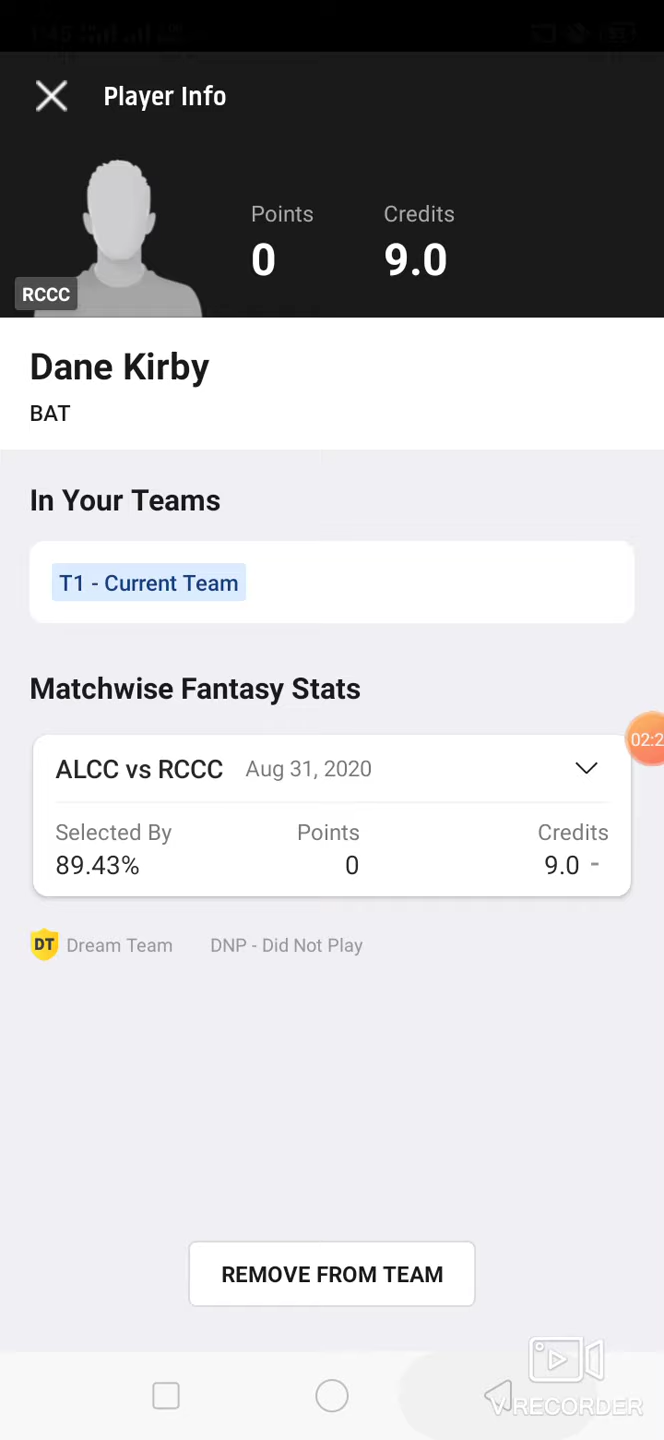 Player Info
Points
Credits
0
9.0
RCCC
Dane Kirby
BAT
In Your Teams
T1 - Current Team
Matchwise Fantasy Stats
02:2
ALCC vs RCCC Aug 31, 2020
Selected By Points Credits
89.43% 0 9.0 -
DT Dream Team DNP - Did Not Play
REMOVE FROM TEAM
V RECORDER